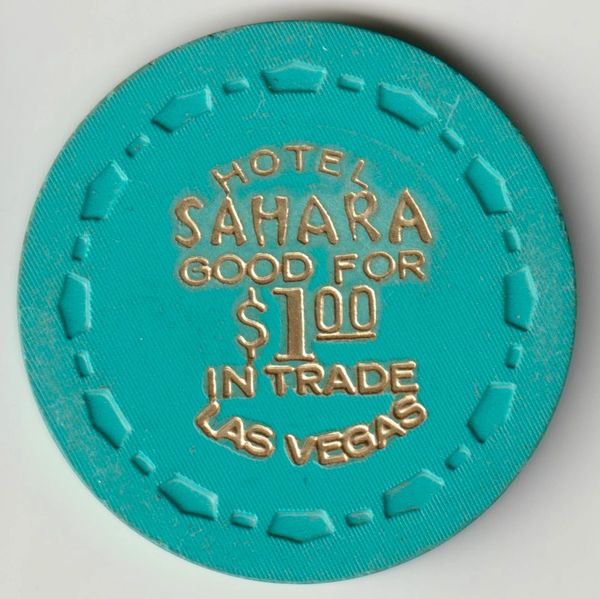 HOTEL
SAHARA
GOOD FOR
$1.00
IN TRADE
LAS VEGAS